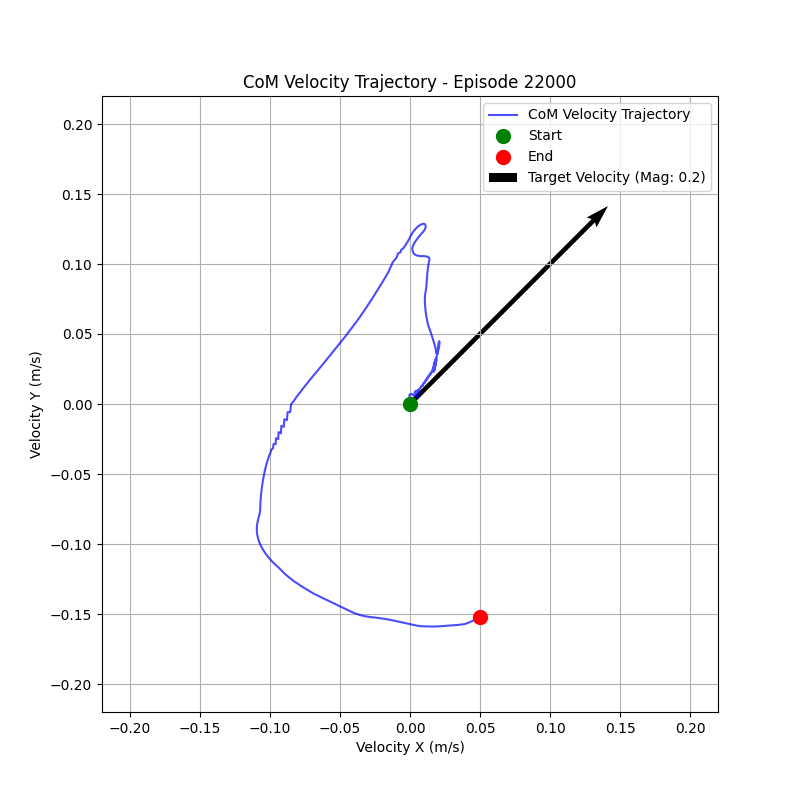 CoM Velocity Trajectory - Episode 22000
CoM Velocity Trajectory
Start
End
Target Velocity (Mag: 0.2)
Velocity Y (m/s)
0.20
0.15
0.10
0.05
0.00
−0.05
−0.10
−0.15
−0.20
−0.20 −0.15 −0.10 −0.05 0.00 0.05 0.10 0.15 0.20
Velocity X (m/s)